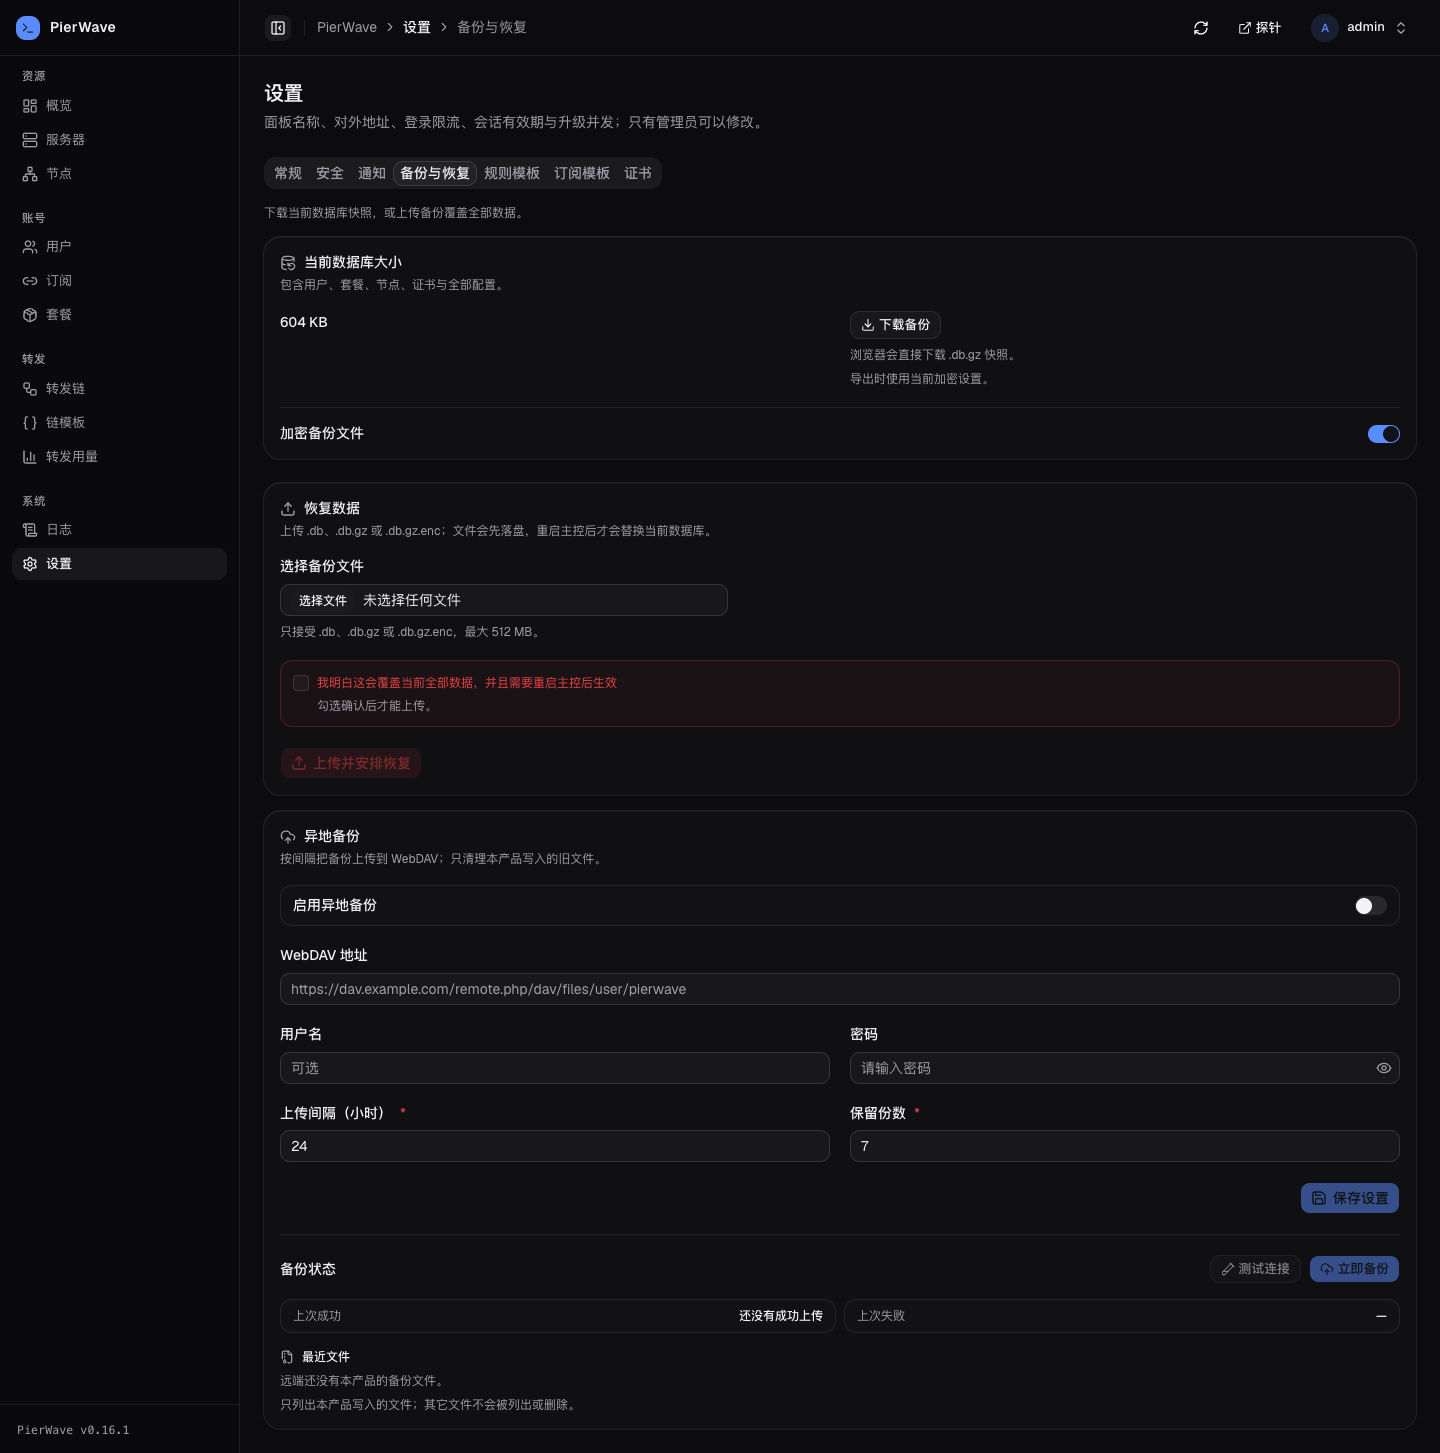 PierWave
PierWave
设置
备份与恢复
探针
A
admin
资源
概览
服务器
节点
账号
用户
订阅
套餐
转发
转发链
链模板
转发用量
系统
日志
设置
PierWave v0.16.1
设置
面板名称、对外地址、登录限流、会话有效期与升级并发；只有管理员可以修改。
常规 安全 通知 备份与恢复 规则模板 订阅模板 证书
下载当前数据库快照，或上传备份覆盖全部数据。
当前数据库大小
包含用户、套餐、节点、证书与全部配置。
604 KB
下载备份
浏览器会直接下载 .db.gz 快照。
导出时使用当前加密设置。
加密备份文件
恢复数据
上传 .db、.db.gz 或 .db.gz.enc；文件会先落盘，重启主控后才会替换当前数据库。
选择备份文件
选择文件 未选择任何文件
只接受 .db、.db.gz 或 .db.gz.enc，最大 512 MB。
我明白这会覆盖当前全部数据，并且需要重启主控后生效
勾选确认后才能上传。
上传并安排恢复
异地备份
按间隔把备份上传到 WebDAV；只清理本产品写入的旧文件。
启用异地备份
WebDAV 地址
https://dav.example.com/remote.php/dav/files/user/pierwave
用户名
可选
密码
请输入密码
上传间隔（小时） *
24
保留份数 *
7
保存设置
备份状态
测试连接
立即备份
上次成功
还没有成功上传
上次失败
—
最近文件
远端还没有本产品的备份文件。
只列出本产品写入的文件；其它文件不会被列出或删除。